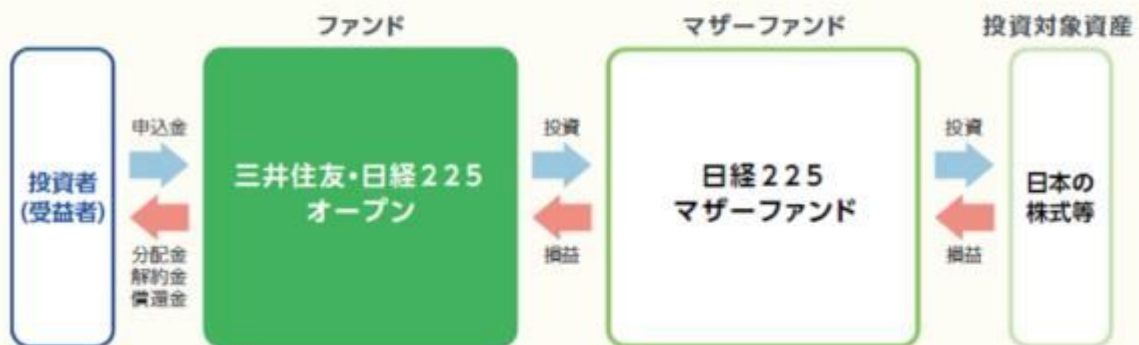 ファンド
マザーファンド
投資対象資産
投資者
(受益者)
申込金
分配金
解約金
償還金
三井住友・日経225
オープン
投資
損益
日経225
マザーファンド
投資
損益
日本の
株式等